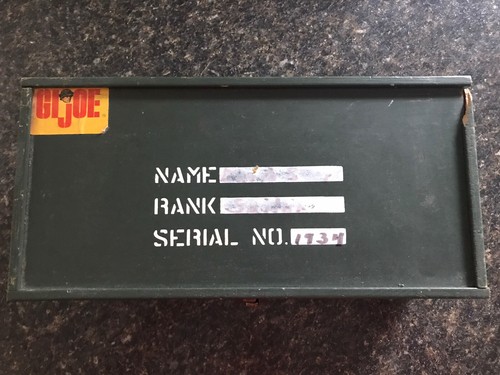 GI JOE
NAME
RANK
SERIAL NO. 1734